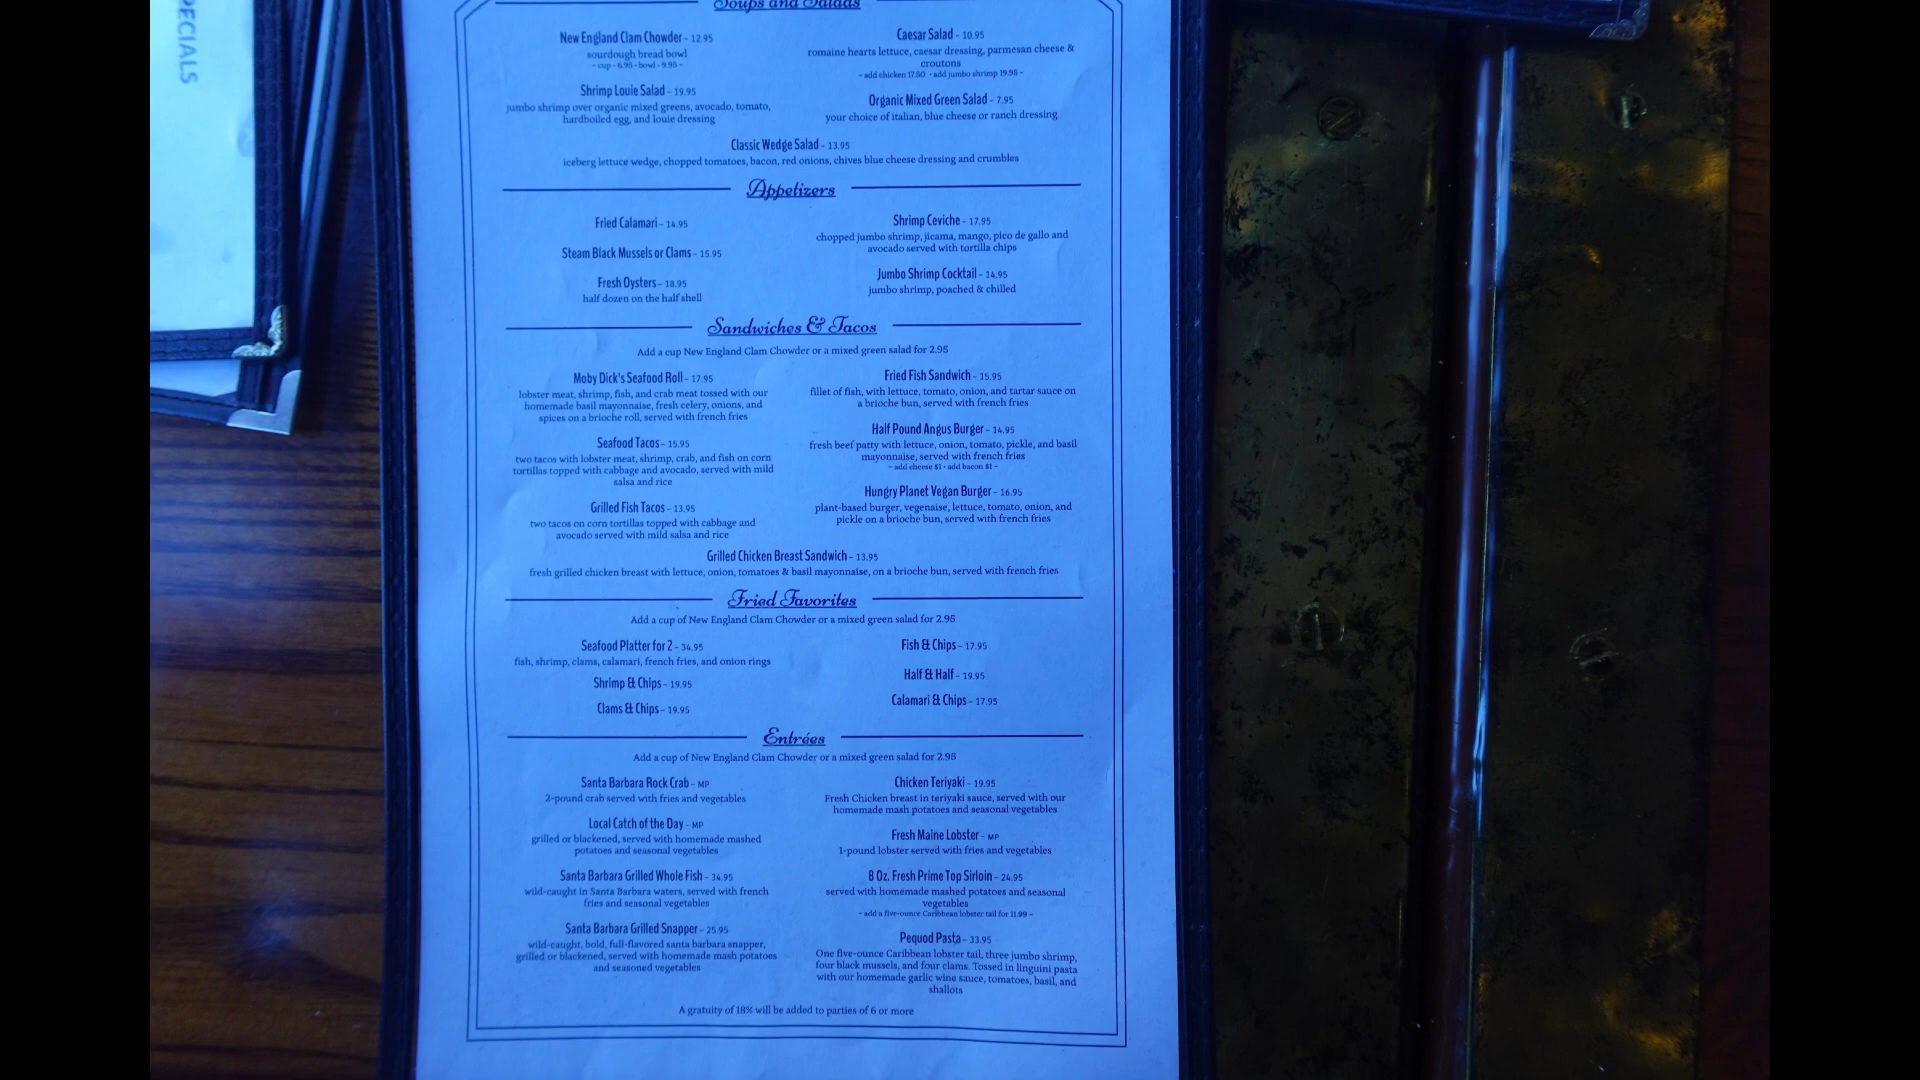 PECIALS
Soups and Salads
New England Clam Chowder - 12.95
sourdough bread bowl
- cup - 6.95 • bowl - 9.95 -
Shrimp Louie Salad - 19.95
jumbo shrimp over organic mixed greens, avocado, tomato,
hardboiled egg, and louie dressing
Caesar Salad - 10.95
romaine hearts lettuce, caesar dressing, parmesan cheese &
croutons
- add chicken 17.50 • add jumbo shrimp 19.95 -
Organic Mixed Green Salad - 7.95
your choice of italian, blue cheese or ranch dressing
Classic Wedge Salad - 13.95
iceberg lettuce wedge, chopped tomatoes, bacon, red onions, chives blue cheese dressing and crumbles
Appetizers
Fried Calamari - 14.95
Steam Black Mussels or Clams - 15.95
Fresh Oysters - 18.95
half dozen on the half shell
Shrimp Ceviche - 17.95
chopped jumbo shrimp, jicama, mango, pico de gallo and
avocado served with tortilla chips
Jumbo Shrimp Cocktail - 14.95
jumbo shrimp, poached & chilled
Sandwiches & Tacos
Add a cup New England Clam Chowder or a mixed green salad for 2.95
Moby Dick's Seafood Roll - 17.95
lobster meat, shrimp, fish, and crab meat tossed with our
homemade basil mayonnaise, fresh celery, onions, and
spices on a brioche roll, served with french fries
Seafood Tacos - 15.95
two tacos with lobster meat, shrimp, crab, and fish on corn
tortillas topped with cabbage and avocado, served with mild
salsa and rice
Grilled Fish Tacos - 13.95
two tacos on corn tortillas topped with cabbage and
avocado served with mild salsa and rice
Fried Fish Sandwich - 15.95
fillet of fish, with lettuce, tomato, onion, and tartar sauce on
a brioche bun, served with french fries
Half Pound Angus Burger - 14.95
fresh beef patty with lettuce, onion, tomato, pickle, and basil
mayonnaise, served with french fries
- add cheese $1 • add bacon $1 -
Hungry Planet Vegan Burger - 16.95
plant-based burger, vegenaise, lettuce, tomato, onion, and
pickle on a brioche bun, served with french fries
Grilled Chicken Breast Sandwich - 13.95
fresh grilled chicken breast with lettuce, onion, tomatoes & basil mayonnaise, on a brioche bun, served with french fries
Fried Favorites
Add a cup of New England Clam Chowder or a mixed green salad for 2.95
Seafood Platter for 2 - 34.95
fish, shrimp, clams, calamari, french fries, and onion rings
Shrimp & Chips - 19.95
Clams & Chips - 19.95
Fish & Chips - 17.95
Half & Half - 19.95
Calamari & Chips - 17.95
Entrées
Add a cup of New England Clam Chowder or a mixed green salad for 2.95
Santa Barbara Rock Crab - MP
2-pound crab served with fries and vegetables
Local Catch of the Day - MP
grilled or blackened, served with homemade mashed
potatoes and seasonal vegetables
Santa Barbara Grilled Whole Fish - 34.95
wild-caught in Santa Barbara waters, served with french
fries and seasonal vegetables
Santa Barbara Grilled Snapper - 25.95
wild-caught, bold, full-flavored santa barbara snapper,
grilled or blackened, served with homemade mash potatoes
and seasoned vegetables
Chicken Teriyaki - 19.95
Fresh Chicken breast in teriyaki sauce, served with our
homemade mash potatoes and seasonal vegetables
Fresh Maine Lobster - MP
1-pound lobster served with fries and vegetables
8 Oz. Fresh Prime Top Sirloin - 24.95
served with homemade mashed potatoes and seasonal
vegetables
- add a five-ounce Caribbean lobster tail for 11.99 -
Pequod Pasta - 33.95
One five-ounce Caribbean lobster tail, three jumbo shrimp,
four black mussels, and four clams. Tossed in linguini pasta
with our homemade garlic wine sauce, tomatoes, basil, and
shallots
A gratuity of 18% will be added to parties of 6 or more